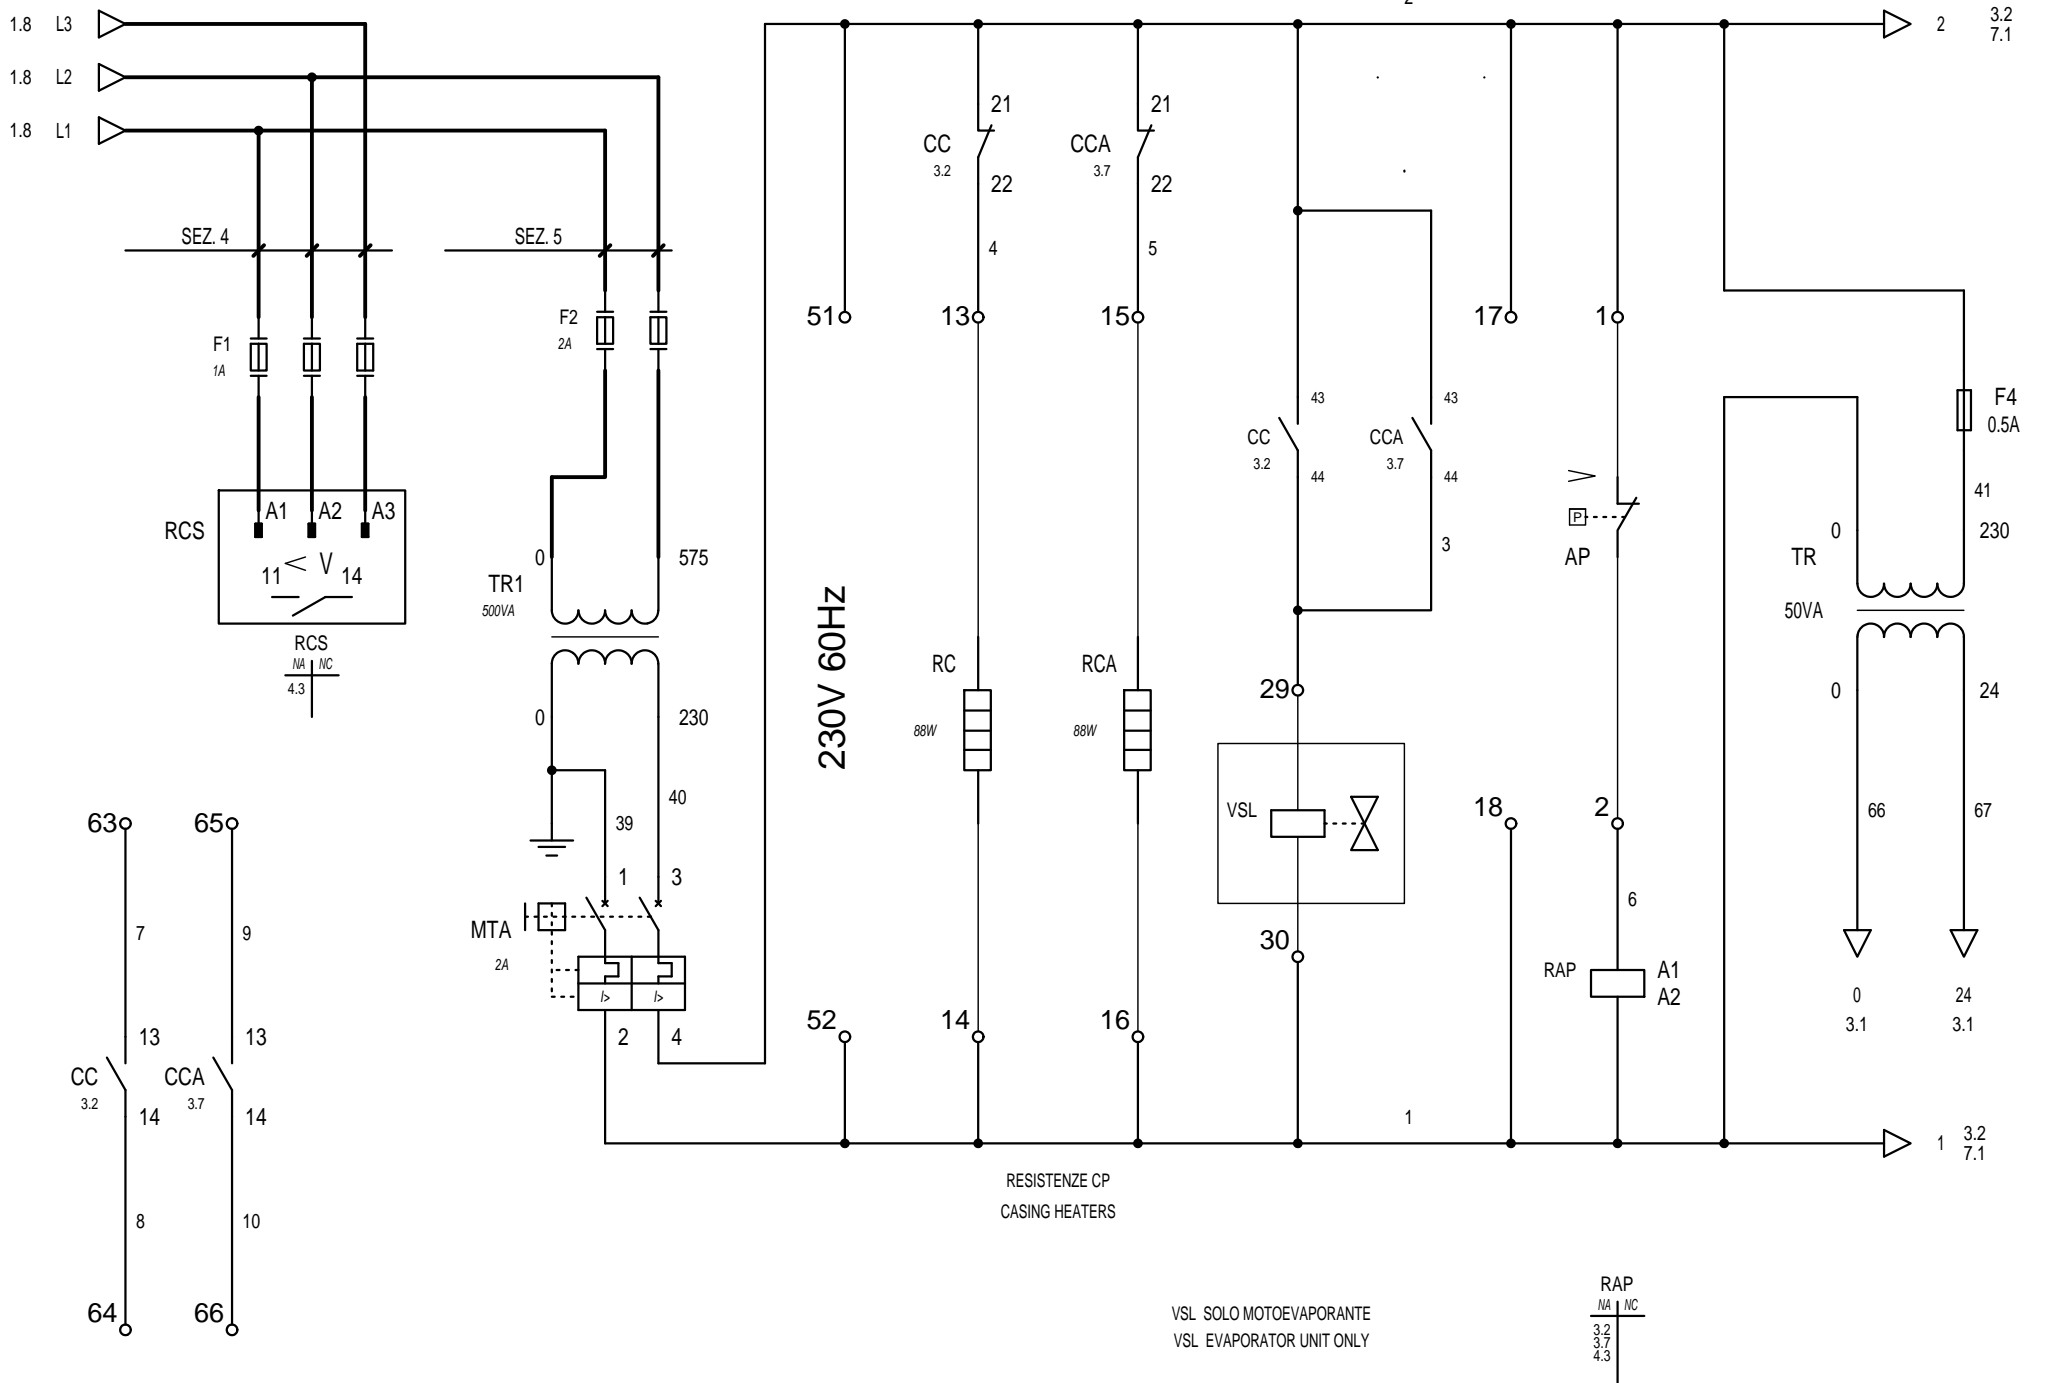 2
1.8 L3
2 3.2
7.1
1.8 L2
1.8 L1
21
21
CC
3.2
CCA
3.7
22
22
SEZ. 4
SEZ. 5
4
5
51
13
15
17
1
F1
1A
F2
2A
43
43
F4
0.5A
CC
3.2
CCA
3.7
44
44
RCS
A1
A2
A3
< V
11
14
RCS
NA NC
4.3
0
575
TR1
500VA
0
230
230V 60Hz
3
>
P
AP
41
0
230
TR
50VA
0
24
RC
88W
RCA
88W
29
VSL
30
18
2
66
67
63
65
40
39
1
3
MTA
2A
I>
I>
2
4
7
9
6
RAP
A1
A2
0
3.1
24
3.1
52
14
16
13
13
CC
3.2
CCA
3.7
14
14
1
1 3.2
7.1
8
10
64
66
RESISTENZE CP
CASING HEATERS
VSL SOLO MOTOEVAPORANTE
VSL EVAPORATOR UNIT ONLY
RAP
NA NC
3.2
3.7
4.3